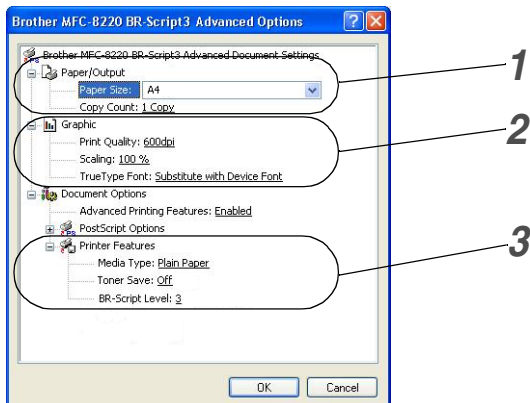 Brother MFC-8220 BR-Script3 Advanced Options
Brother MFC-8220 BR-Script3 Advanced Document Settings
Paper/Output
Paper Size: A4
Copy Count: 1 Copy
Graphic
Print Quality: 600dpi
Scaling: 100 %
TrueType Font: Substitute with Device Font
Document Options
Advanced Printing Features: Enabled
PostScript Options
Printer Features
Media Type: Plain Paper
Toner Save: Off
BR-Script Level: 3
OK Cancel
1
2
3